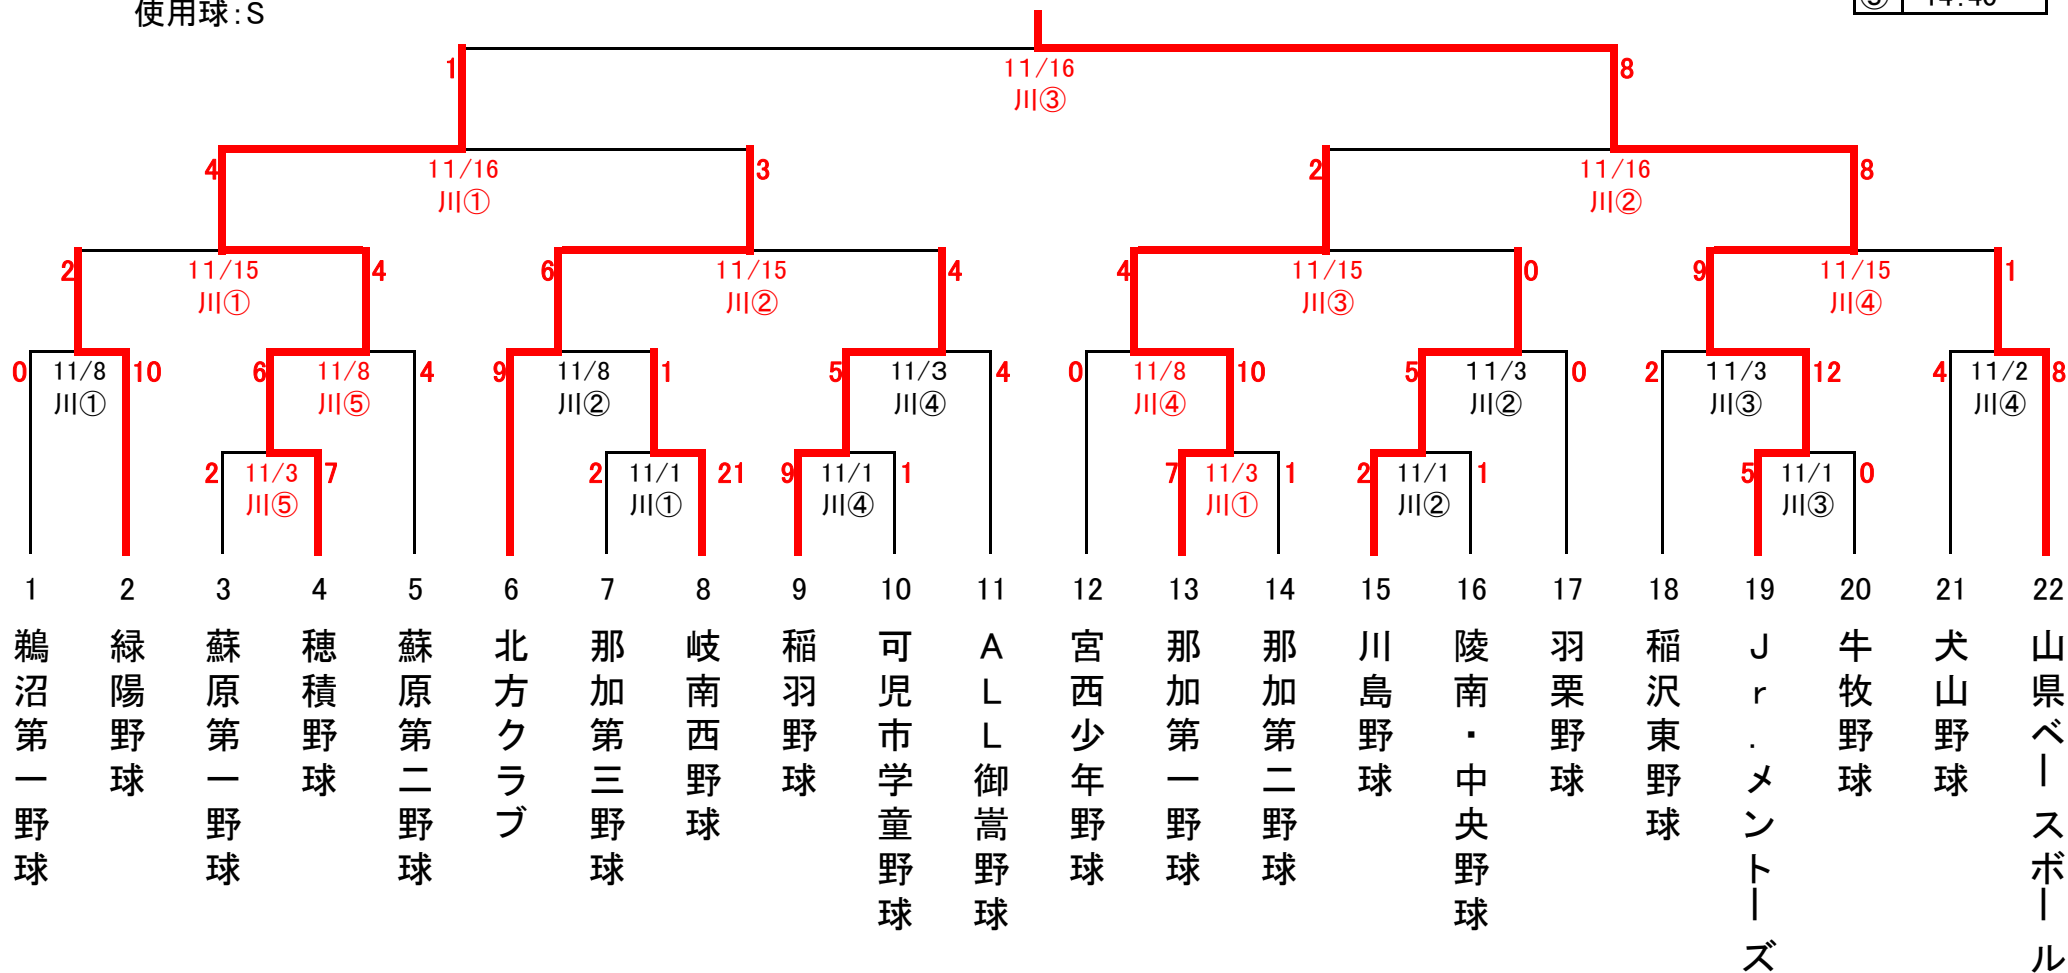 使用球:S
⑤ 14:40
1 8
11/16
川③
4 3 2 8
11/16 11/16
川① 川②
2 4 6 4 4 0 9 1
11/15 11/15 11/15 11/15
川① 川② 川③ 川④
0 10 6 4 9 1 5 4 0 10 5 0 2 12 4 8
11/8 11/8 11/8 11/3 11/8 11/3 11/3 11/2
川① 川⑤ 川② 川④ 川④ 川② 川③ 川④
2 7 2 21 9 1 7 1 2 1 5 0
11/3 11/1 11/1 11/3 11/1 11/1
川⑤ 川① 川④ 川① 川② 川③
1 2 3 4 5 6 7 8 9 10 11 12 13 14 15 16 17 18 19 20 21 22
鵜沼第一野球
緑陽野球
蘇原第一野球
穂積野球
蘇原第二野球
北方クラブ
那加第三野球
岐南西野球
稲羽野球
可児市学童野球
ALL御嵩野球
宮西少年野球
那加第一野球
那加第二野球
川島野球
陵南・中央野球
羽栗野球
稲沢東野球
Jr.メントーズ
牛牧野球
犬山野球
山県ベースボール